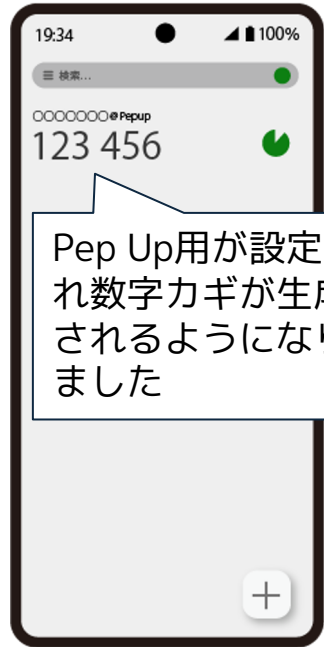 19:34 100%
検索...
○○○○○○○@Pepup
123 456
Pep Up用が設定
れ数字カギが生
されるようにな
ました